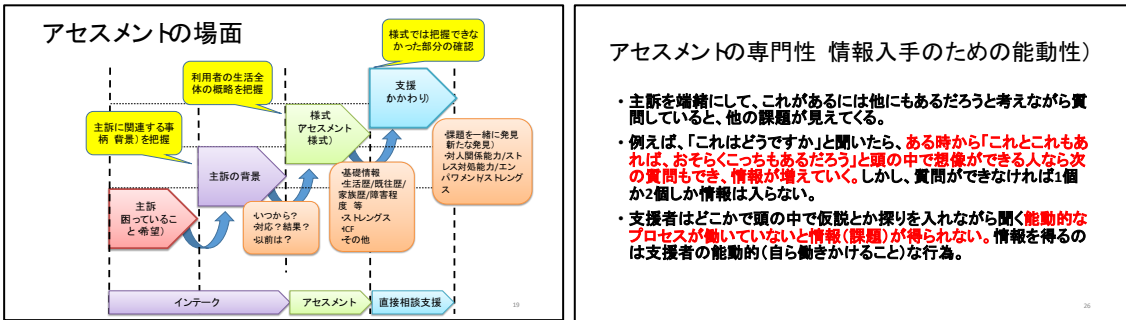 アセスメントの場面
様式では把握できな
かった部分の確認
利用者の生活全
体の概略を把握
支援
かかわり)
主訴に関連する事
柄 背景)を把握
様式
アセスメント
様式)
・課題を一緒に発見
新たな発見)
・対人関係能力/スト
レス対処能力/エン
パワメント/ストレング
ス
主訴の背景
・基礎情報
・生活歴/既往歴/
家族歴/障害程
度 等
・ストレングス
・ICF
・その他
主訴
困っているこ
と・希望)
・いつから?
・対応?結果?
・以前は?
インテーク
アセスメント
直接相談支援
19
アセスメントの専門性 情報入手のための能動性)
・主訴を端緒にして、これがあるには他にもあるだろうと考えながら質
問していると、他の課題が見えてくる。
・例えば、「これはどうですか」と聞いたら、ある時から「これとこれもあ
れば、おそらくこっちもあるだろう」と頭の中で想像ができる人なら次
の質問もでき、情報が増えていく。しかし、質問ができなければ1個
か2個しか情報は入らない。
・支援者はどこかで頭の中で仮説とか探りを入れながら聞く能動的な
プロセスが働いていないと情報(課題)が得られない。情報を得るの
は支援者の能動的(自ら働きかけること)な行為。
26